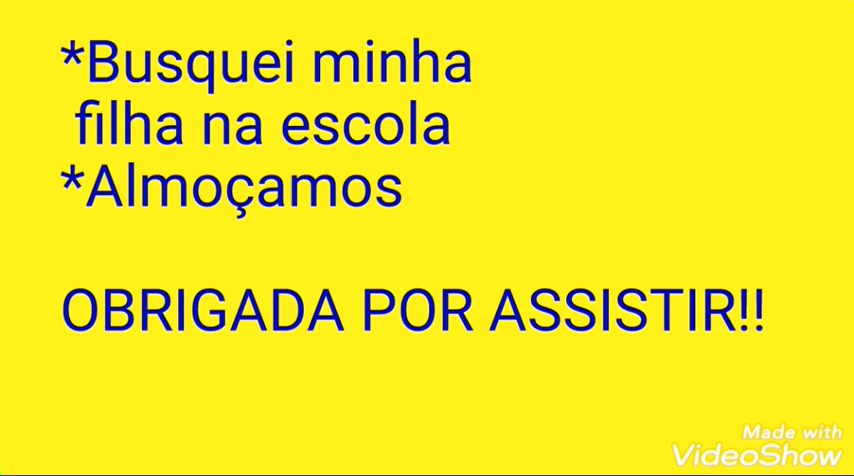 *Busquei minha
filha na escola
*Almoçamos
OBRIGADA POR ASSISTIR!!
Made with
VideoShow